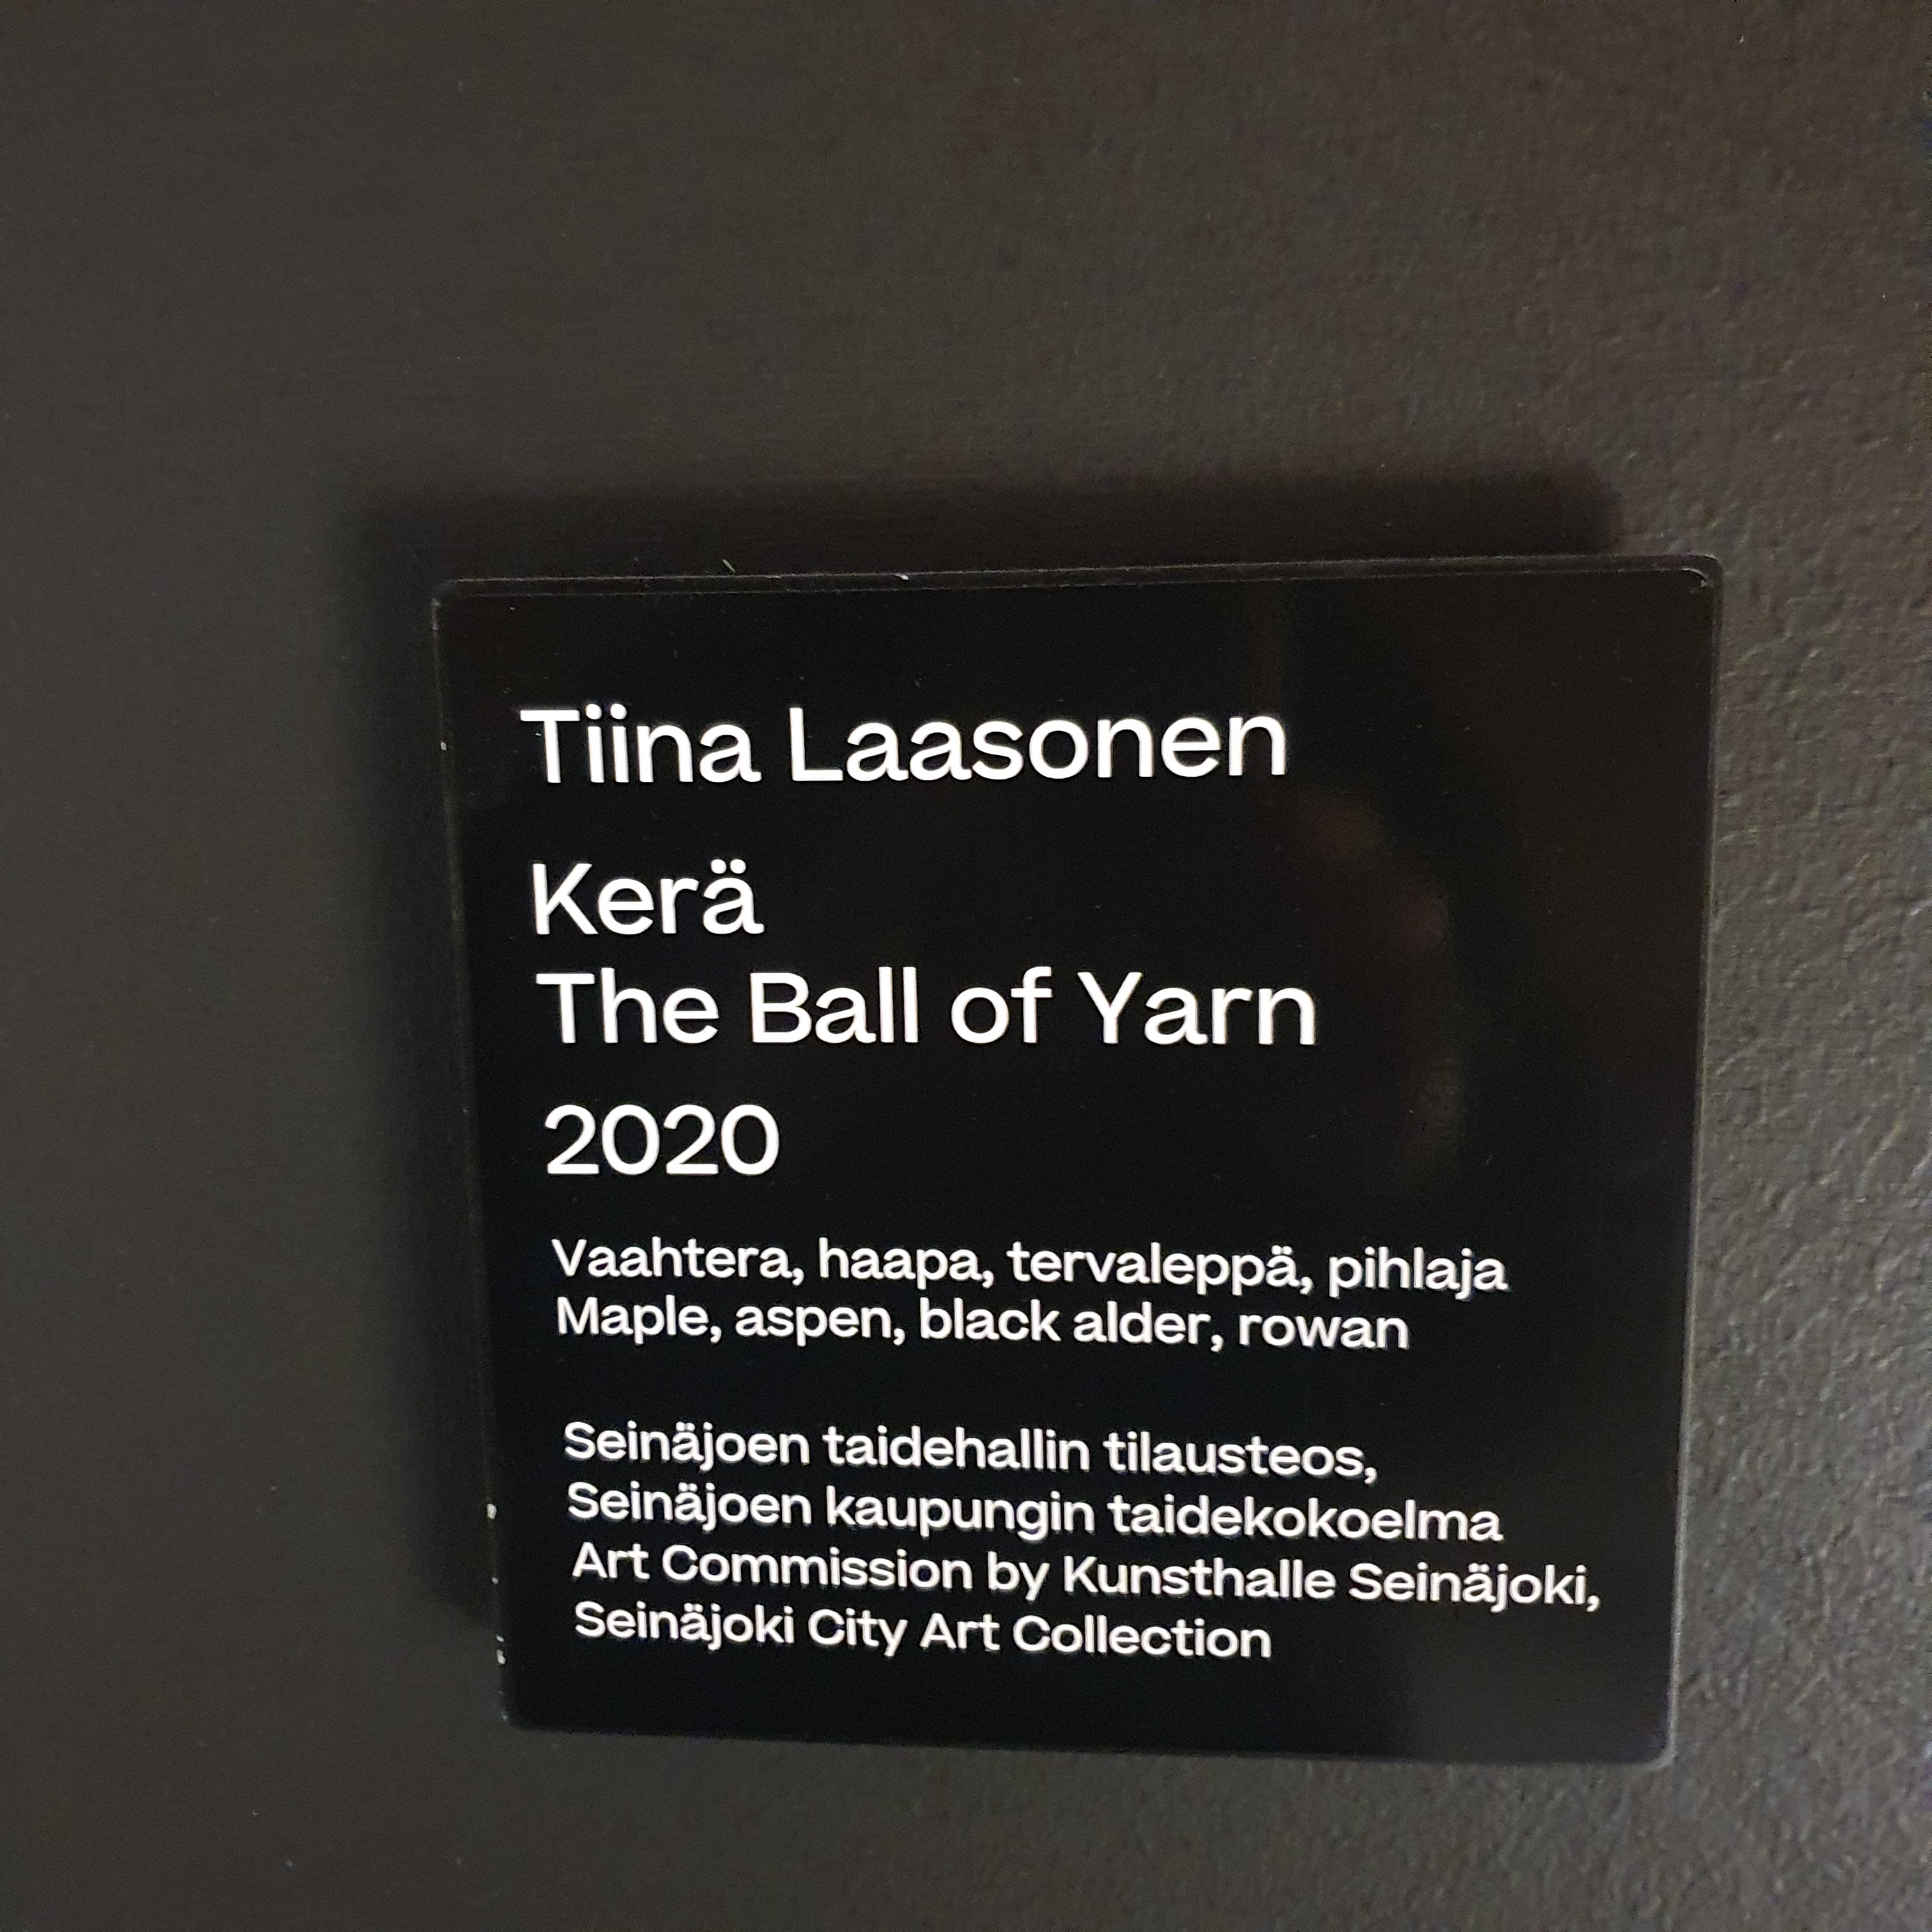 Tiina Laasonen
Kerä
The Ball of Yarn
2020
Vaahtera, haapa, tervaleppä, pihlaja
Maple, aspen, black alder, rowan
Seinäjoen taidehallin tilausteos,
Seinäjoen kaupungin taidekokoelma
Art Commission by Kunsthalle Seinäjoki,
Seinäjoki City Art Collection